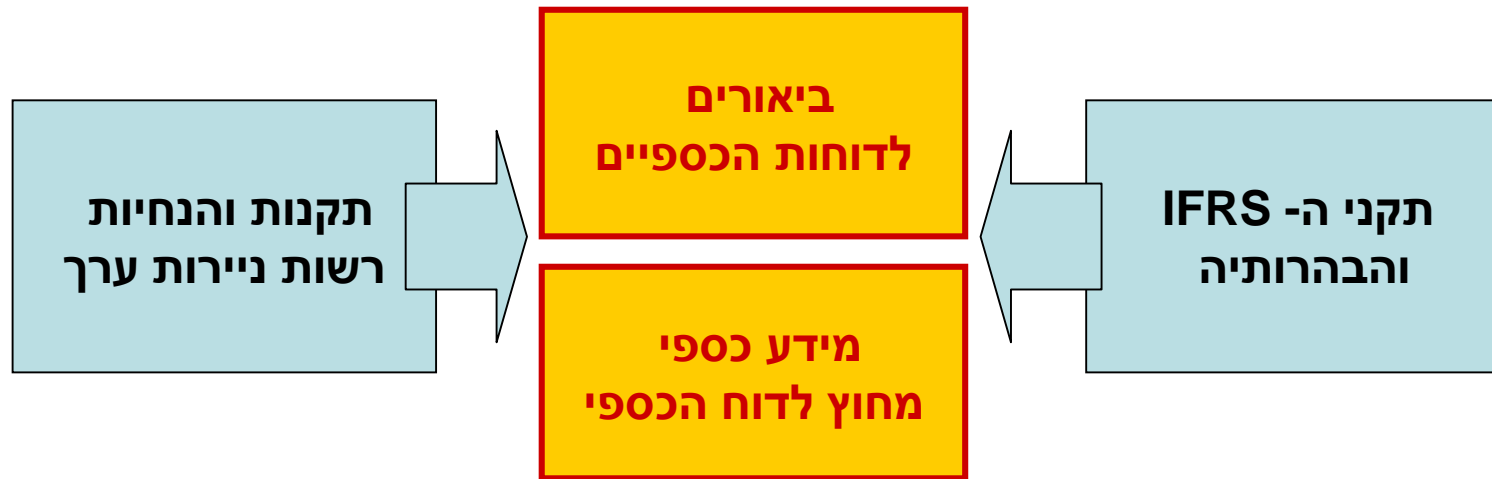 תקני ה- IFRS
והבהרותיה
ביאורים
לדוחות הכספיים
מידע כספי
מחוץ לדוח הכספי
תקנות והנחיות
רשות ניירות ערך